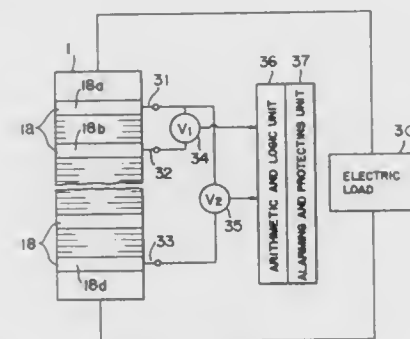 1
18a
31
18
18b
V1
34
32
36
37
ARITHMETIC AND LOGIC UNIT
ALARMING AND PROTECTING UNIT
V2
35
30
ELECTRIC
LOAD
18
33
18d